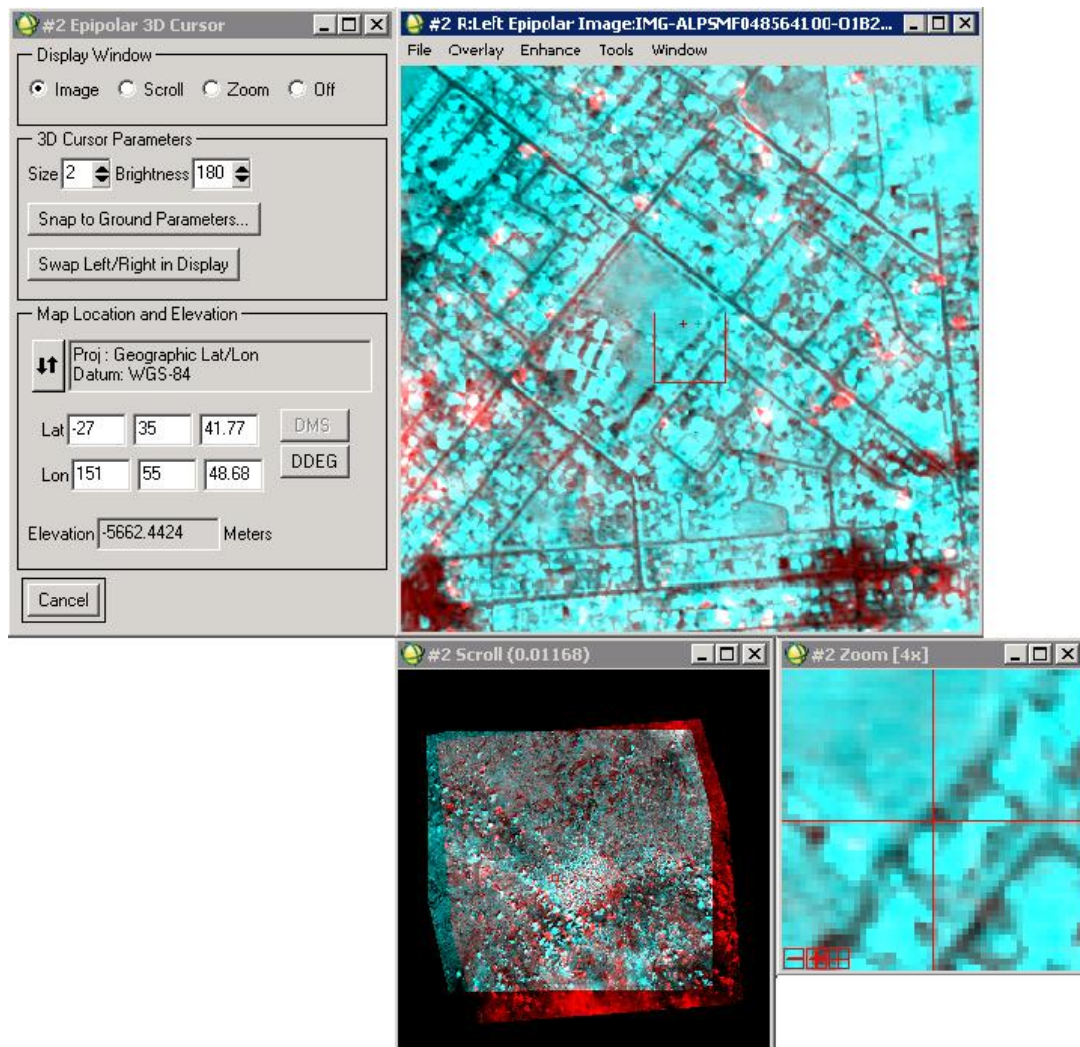 #2 Epipolar 3D Cursor
Display Window
Image Scroll Zoom Off
3D Cursor Parameters
Size 2 Brightness 180
Snap to Ground Parameters...
Swap Left/Right in Display
Map Location and Elevation
Proj : Geographic Lat/Lon
Datum: WGS-84
Lat -27 35 41.77 DMS
Lon 151 55 48.68 DDEG
Elevation -5662.4424 Meters
Cancel
#2 R:Left Epipolar Image:IMG-ALPSMF048564100-O1B2...
File Overlay Enhance Tools Window
#2 Scroll (0.01168)
#2 Zoom [4x]